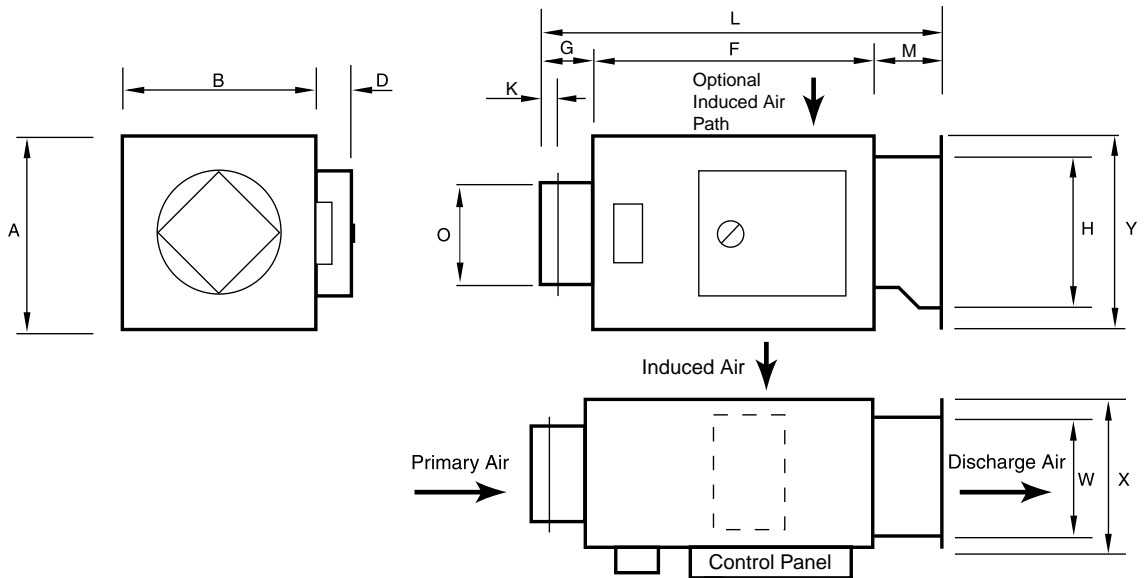 L
G
F
M
B
D
K
Optional
Induced Air
Path
A
O
H
Y
Induced Air
Primary Air
Discharge Air
W
X
Control Panel